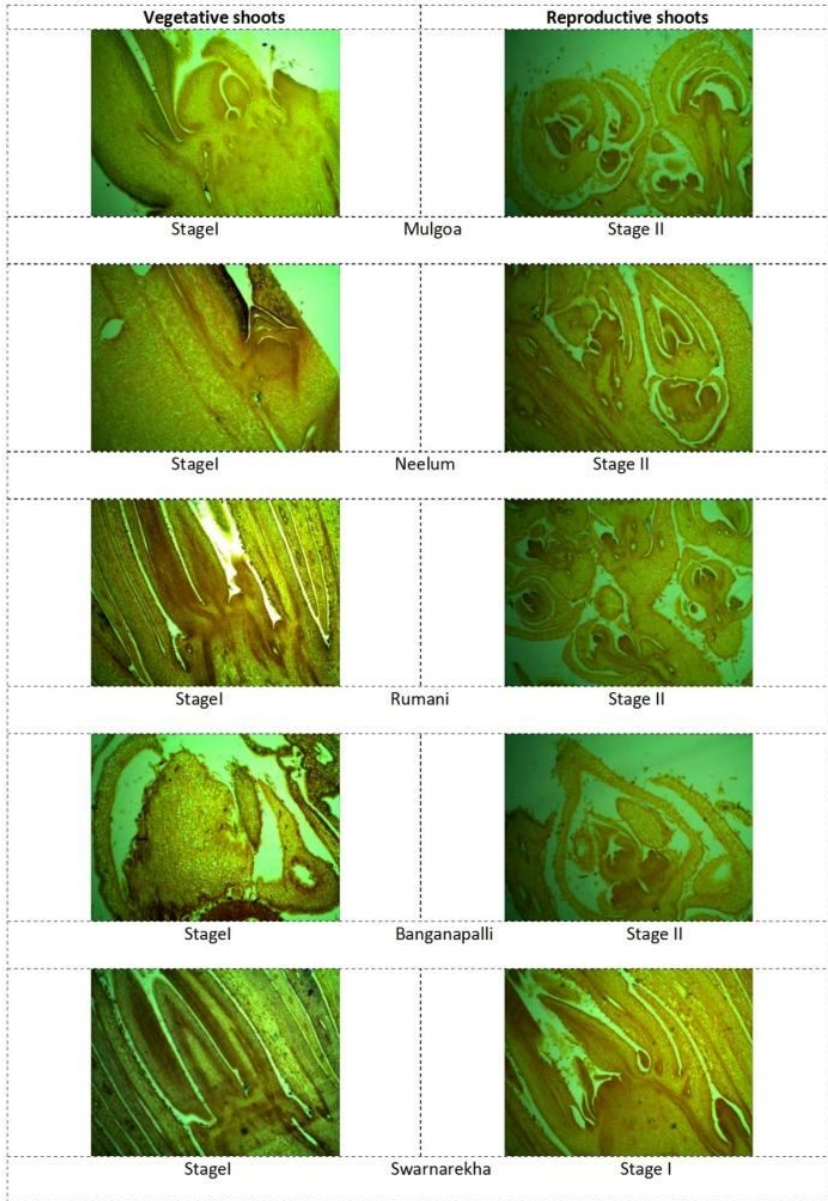 Vegetative shoots Reproductive shoots
StageI Mulgoa Stage II
StageI Neelum Stage II
StageI Rumani Stage II
StageI Banganapalli Stage II
StageI Swarnarekha Stage I